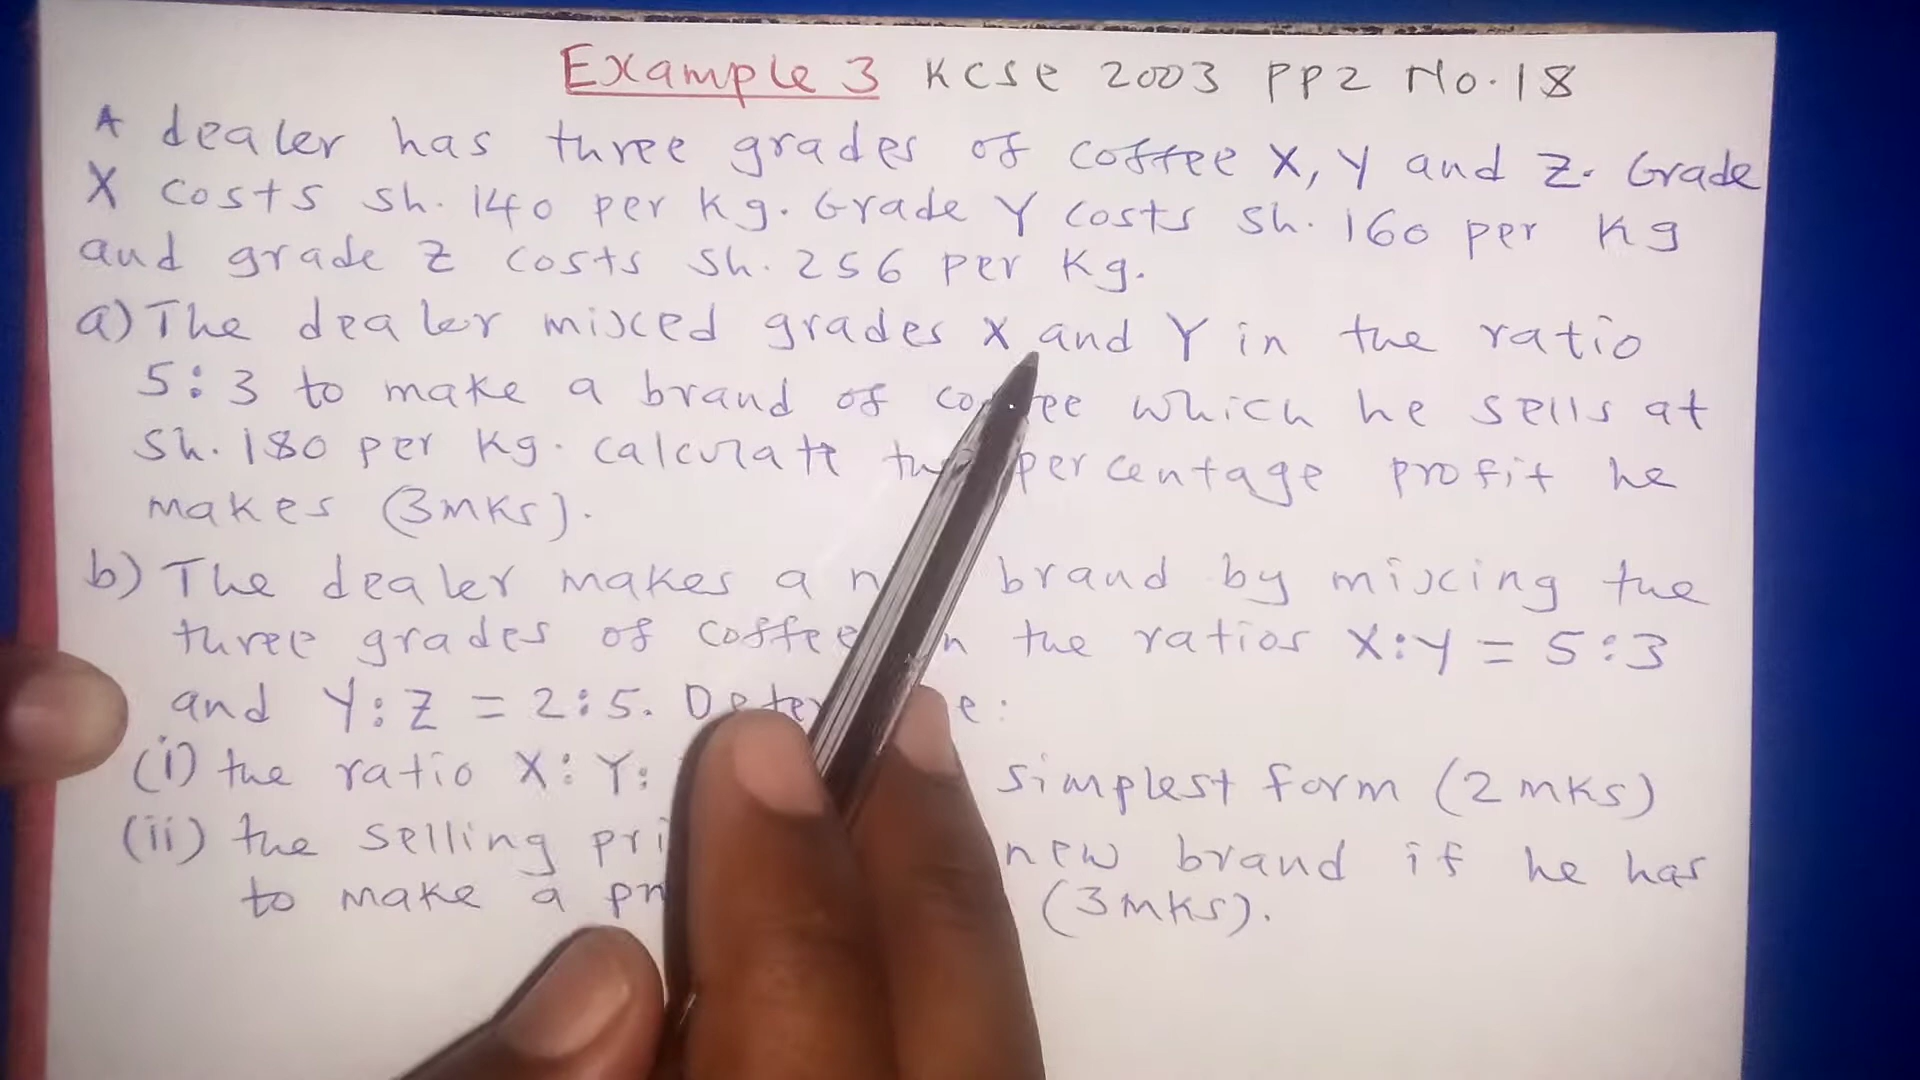 Example 3 KCSE 2003 PP2 No. 18
A dealer has three grades of coffee X, Y and Z. Grade
X costs sh. 140 per Kg. Grade Y costs sh. 160 per Kg
and grade Z costs sh. 256 per Kg.
a) The dealer mixed grades X and Y in the ratio
5:3 to make a brand of coffee which he sells at
sh. 180 per Kg. calculate the percentage profit he
makes (3mks).
b) The dealer makes a brand by mixing the
three grades of coffee in the ratios X:Y = 5:3
and Y:Z = 2:5.
(i) the ratio X:Y: simplest form (2mks)
(ii) the selling new brand if he has
to make a (3mks).